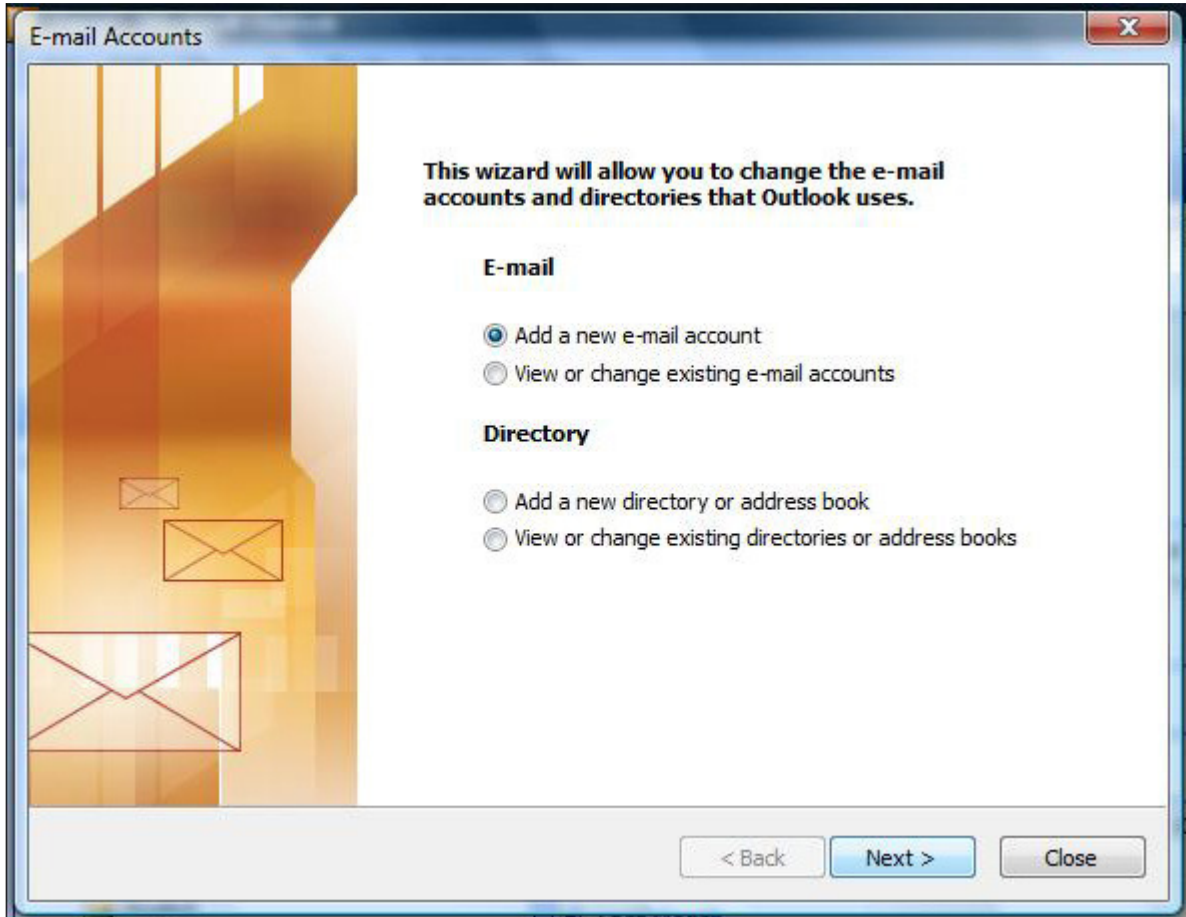 E-mail Accounts
X
This wizard will allow you to change the e-mail
accounts and directories that Outlook uses.
E-mail
Add a new e-mail account
View or change existing e-mail accounts
Directory
Add a new directory or address book
View or change existing directories or address books
< Back
Next >
Close